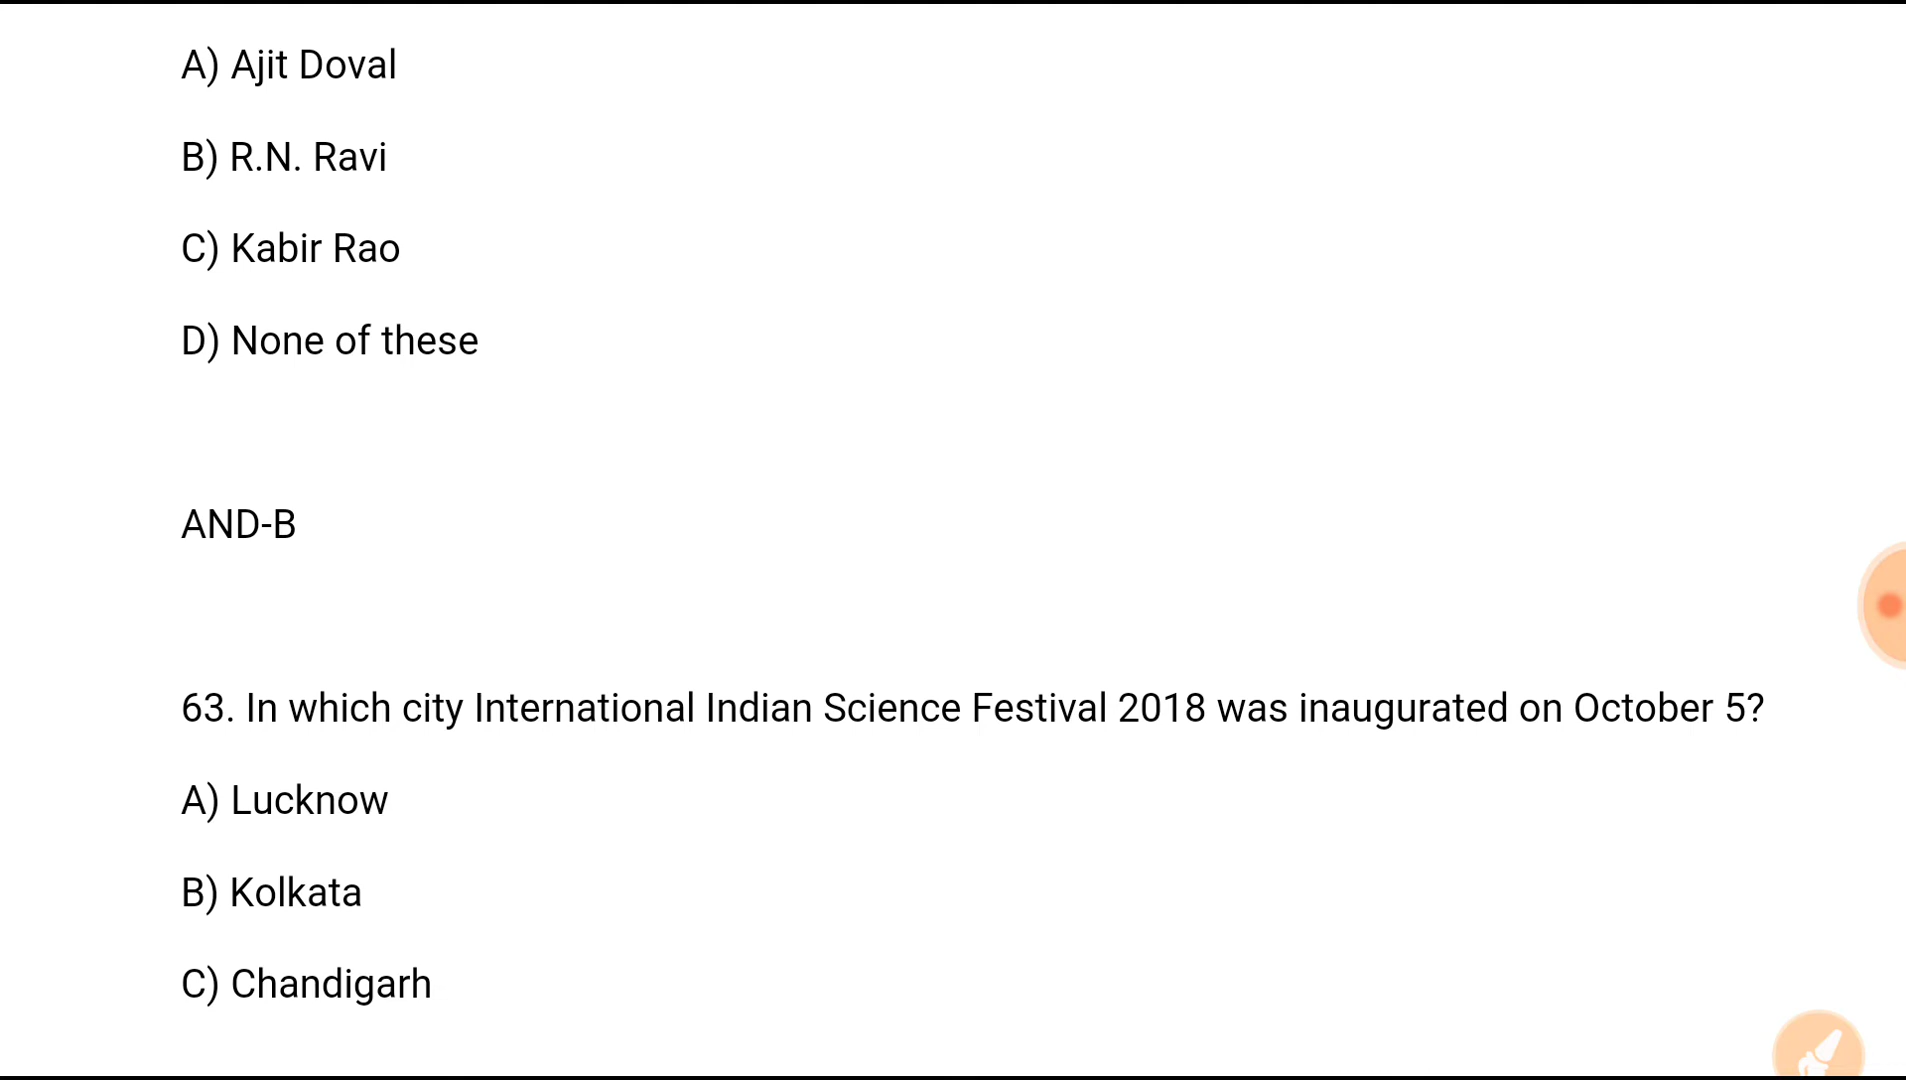 A) Ajit Doval
B) R.N. Ravi
C) Kabir Rao
D) None of these
AND-B
63. In which city International Indian Science Festival 2018 was inaugurated on October 5?
A) Lucknow
B) Kolkata
C) Chandigarh